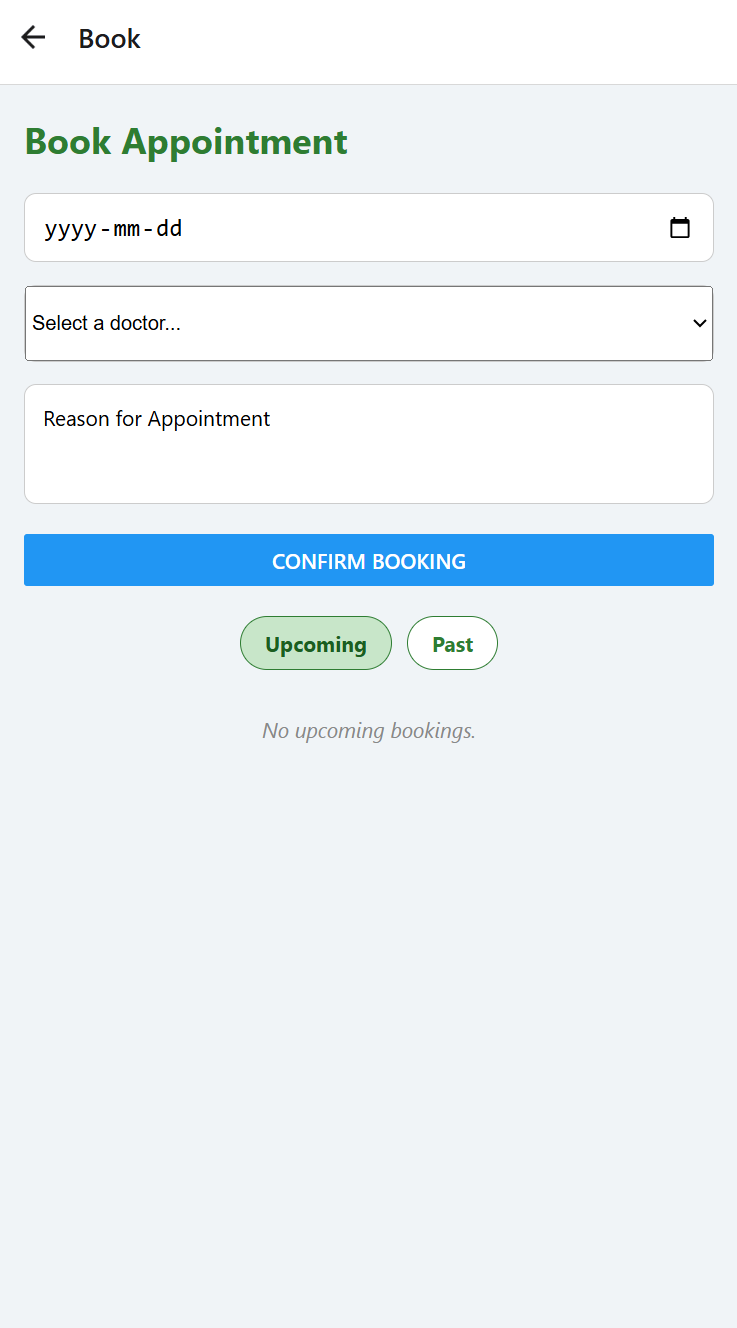 Book
Book Appointment
yyyy-mm-dd
Select a doctor...
Reason for Appointment
CONFIRM BOOKING
Upcoming Past
No upcoming bookings.